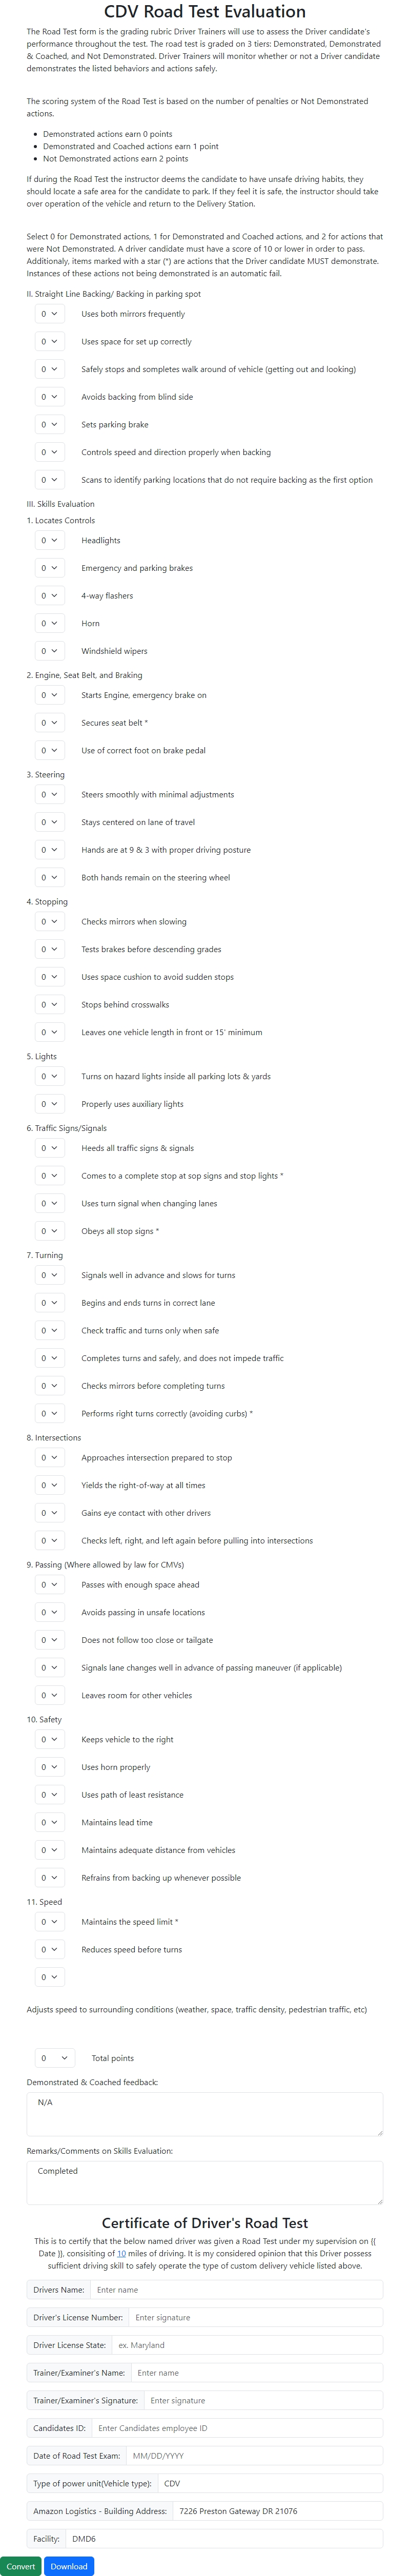 CDV Road Test Evaluation
The Road Test form is the grading rubric Driver Trainers will use to assess the Driver candidate's
performance throughout the test. The road test is graded on 3 tiers: Demonstrated, Demonstrated
& Coached, and Not Demonstrated. Driver Trainers will monitor whether or not a Driver candidate
demonstrates the listed behaviors and actions safely.
The scoring system of the Road Test is based on the number of penalties or Not Demonstrated
actions.
• Demonstrated actions earn 0 points
• Demonstrated and Coached actions earn 1 point
• Not Demonstrated actions earn 2 points
If during the Road Test the instructor deems the candidate to have unsafe driving habits, they
should locate a safe area for the candidate to park. If they feel it is safe, the instructor should take
over operation of the vehicle and return to the Delivery Station.
Select 0 for Demonstrated actions, 1 for Demonstrated and Coached actions, and 2 for actions that
were Not Demonstrated. A driver candidate must have a score of 10 or lower in order to pass.
Additionaly, items marked with a star (*) are actions that the Driver candidate MUST demonstrate.
Instances of these actions not being demonstrated is an automatic fail.
II. Straight Line Backing/ Backing in parking spot
0 Uses both mirrors frequently
0 Uses space for set up correctly
0 Safely stops and sompletes walk around of vehicle (getting out and looking)
0 Avoids backing from blind side
0 Sets parking brake
0 Controls speed and direction properly when backing
0 Scans to identify parking locations that do not require backing as the first option
III. Skills Evaluation
1. Locates Controls
0 Headlights
0 Emergency and parking brakes
0 4-way flashers
0 Horn
0 Windshield wipers
2. Engine, Seat Belt, and Braking
0 Starts Engine, emergency brake on
0 Secures seat belt *
0 Use of correct foot on brake pedal
3. Steering
0 Steers smoothly with minimal adjustments
0 Stays centered on lane of travel
0 Hands are at 9 & 3 with proper driving posture
0 Both hands remain on the steering wheel
4. Stopping
0 Checks mirrors when slowing
0 Tests brakes before descending grades
0 Uses space cushion to avoid sudden stops
0 Stops behind crosswalks
0 Leaves one vehicle length in front or 15' minimum
5. Lights
0 Turns on hazard lights inside all parking lots & yards
0 Properly uses auxiliary lights
6. Traffic Signs/Signals
0 Heeds all traffic signs & signals
0 Comes to a complete stop at sop signs and stop lights *
0 Uses turn signal when changing lanes
0 Obeys all stop signs *
7. Turning
0 Signals well in advance and slows for turns
0 Begins and ends turns in correct lane
0 Check traffic and turns only when safe
0 Completes turns and safely, and does not impede traffic
0 Checks mirrors before completing turns
0 Performs right turns correctly (avoiding curbs) *
8. Intersections
0 Approaches intersection prepared to stop
0 Yields the right-of-way at all times
0 Gains eye contact with other drivers
0 Checks left, right, and left again before pulling into intersections
9. Passing (Where allowed by law for CMVs)
0 Passes with enough space ahead
0 Avoids passing in unsafe locations
0 Does not follow too close or tailgate
0 Signals lane changes well in advance of passing maneuver (if applicable)
0 Leaves room for other vehicles
10. Safety
0 Keeps vehicle to the right
0 Uses horn properly
0 Uses path of least resistance
0 Maintains lead time
0 Maintains adequate distance from vehicles
0 Refrains from backing up whenever possible
11. Speed
0 Maintains the speed limit *
0 Reduces speed before turns
0
Adjusts speed to surrounding conditions (weather, space, traffic density, pedestrian traffic, etc)
0 Total points
Demonstrated & Coached feedback:
N/A
Remarks/Comments on Skills Evaluation:
Completed
Certificate of Driver's Road Test
This is to certify that the below named driver was given a Road Test under my supervision on {{
Date }}, consisiting of 10 miles of driving. It is my considered opinion that this Driver possess
sufficient driving skill to safely operate the type of custom delivery vehicle listed above.
Drivers Name: Enter name
Driver's License Number: Enter signature
Driver License State: ex. Maryland
Trainer/Examiner's Name: Enter name
Trainer/Examiner's Signature: Enter signature
Candidates ID: Enter Candidates employee ID
Date of Road Test Exam: MM/DD/YYYY
Type of power unit(Vehicle type): CDV
Amazon Logistics - Building Address: 7226 Preston Gateway DR 21076
Facility: DMD6
Convert Download